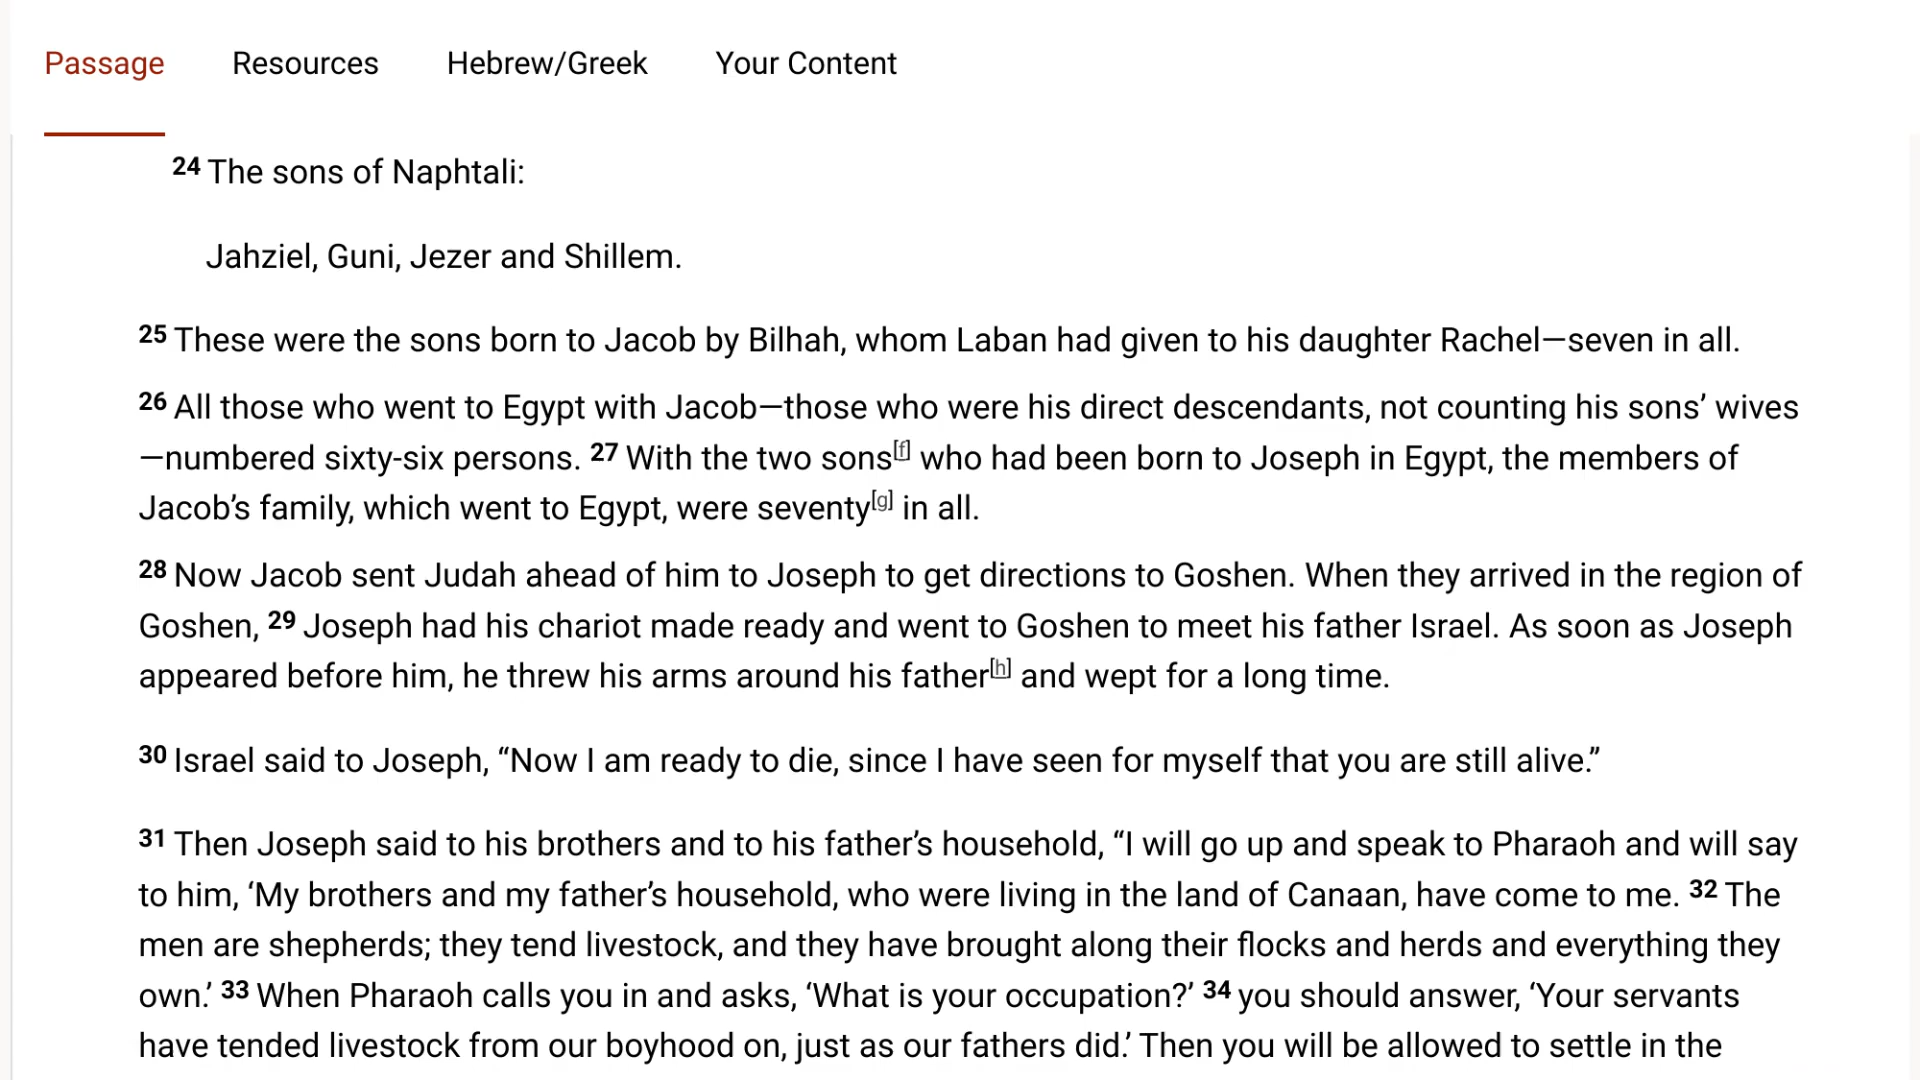 Passage Resources Hebrew/Greek Your Content
24 The sons of Naphtali:
Jahziel, Guni, Jezer and Shillem.
25 These were the sons born to Jacob by Bilhah, whom Laban had given to his daughter Rachel—seven in all.
26 All those who went to Egypt with Jacob—those who were his direct descendants, not counting his sons’ wives
—numbered sixty-six persons. 27 With the two sons[f] who had been born to Joseph in Egypt, the members of
Jacob’s family, which went to Egypt, were seventy[g] in all.
28 Now Jacob sent Judah ahead of him to Joseph to get directions to Goshen. When they arrived in the region of
Goshen, 29 Joseph had his chariot made ready and went to Goshen to meet his father Israel. As soon as Joseph
appeared before him, he threw his arms around his father[h] and wept for a long time.
30 Israel said to Joseph, “Now I am ready to die, since I have seen for myself that you are still alive.”
31 Then Joseph said to his brothers and to his father’s household, “I will go up and speak to Pharaoh and will say
to him, ‘My brothers and my father’s household, who were living in the land of Canaan, have come to me. 32 The
men are shepherds; they tend livestock, and they have brought along their flocks and herds and everything they
own.’ 33 When Pharaoh calls you in and asks, ‘What is your occupation?’ 34 you should answer, ‘Your servants
have tended livestock from our boyhood on, just as our fathers did.’ Then you will be allowed to settle in the